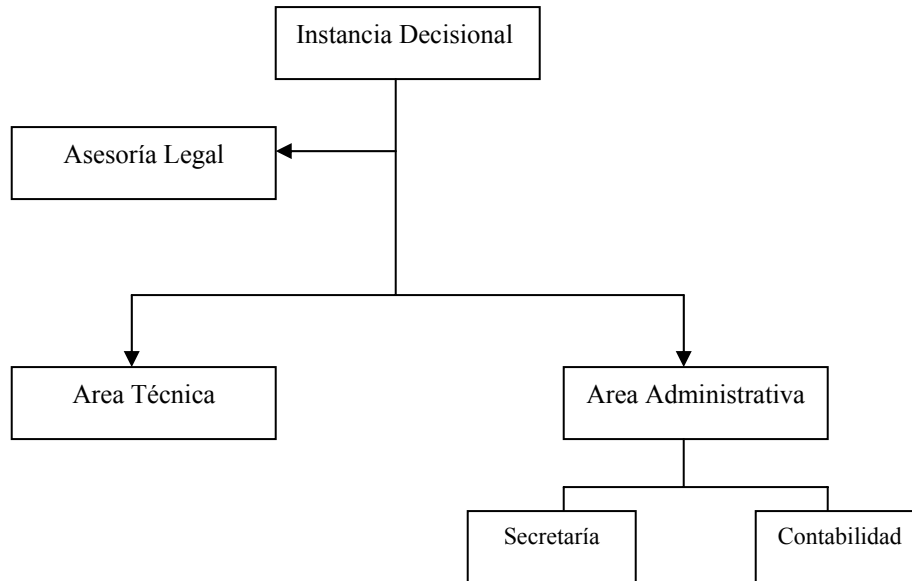 Instancia Decisional
Asesoría Legal
Area Técnica
Area Administrativa
Secretaría
Contabilidad